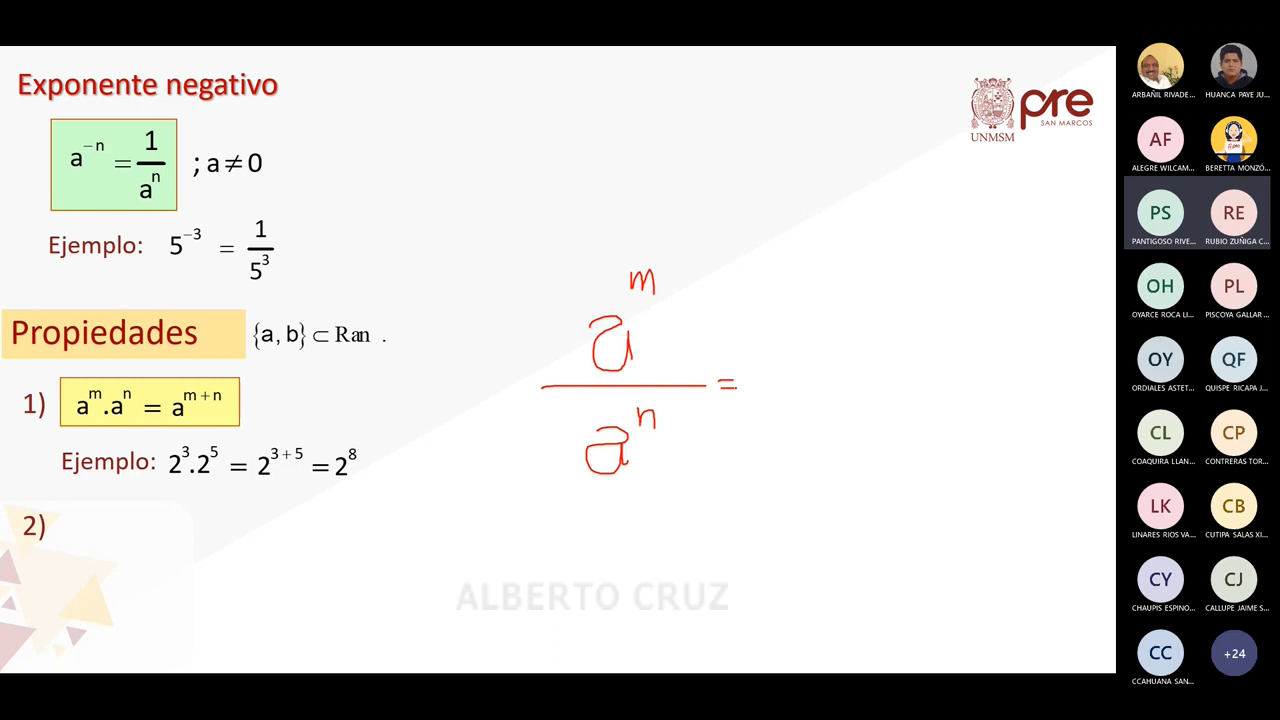 Exponente negativo
a⁻ⁿ = 1/aⁿ ; a ≠ 0
Ejemplo: 5⁻³ = 1/5³
Propiedades {a, b} ⊂ Ran .
1) aᵐ.aⁿ = aᵐ⁺ⁿ
Ejemplo: 2³.2⁵ = 2³⁺⁵ = 2⁸
2)
aᵐ/aⁿ =
ALBERTO CRUZ
UNMSM
pre
SAN MARCOS
ARBAÑIL RIVADE...
HUANCA PAYE JU...
AF
ALEGRE WILCAM...
BERETTA MONZÓ...
PS
RE
PANTIGOSO RIVE...
RUBIO ZUÑIGA C...
OH
PL
OYARCE ROCA LI...
PISCOYA GALLAR ...
OY
QF
ORDIALES ASTET...
QUISPE RICAPA J...
CL
CP
COAQUIRA LLAN...
CONTRERAS TOR...
LK
CB
LINARES RIOS VA...
CUTIPA SALAS XI...
CY
CJ
CHAUPIS ESPINO...
CALLUPE JAIME S...
CC
+24
CCAHUANA SAN...